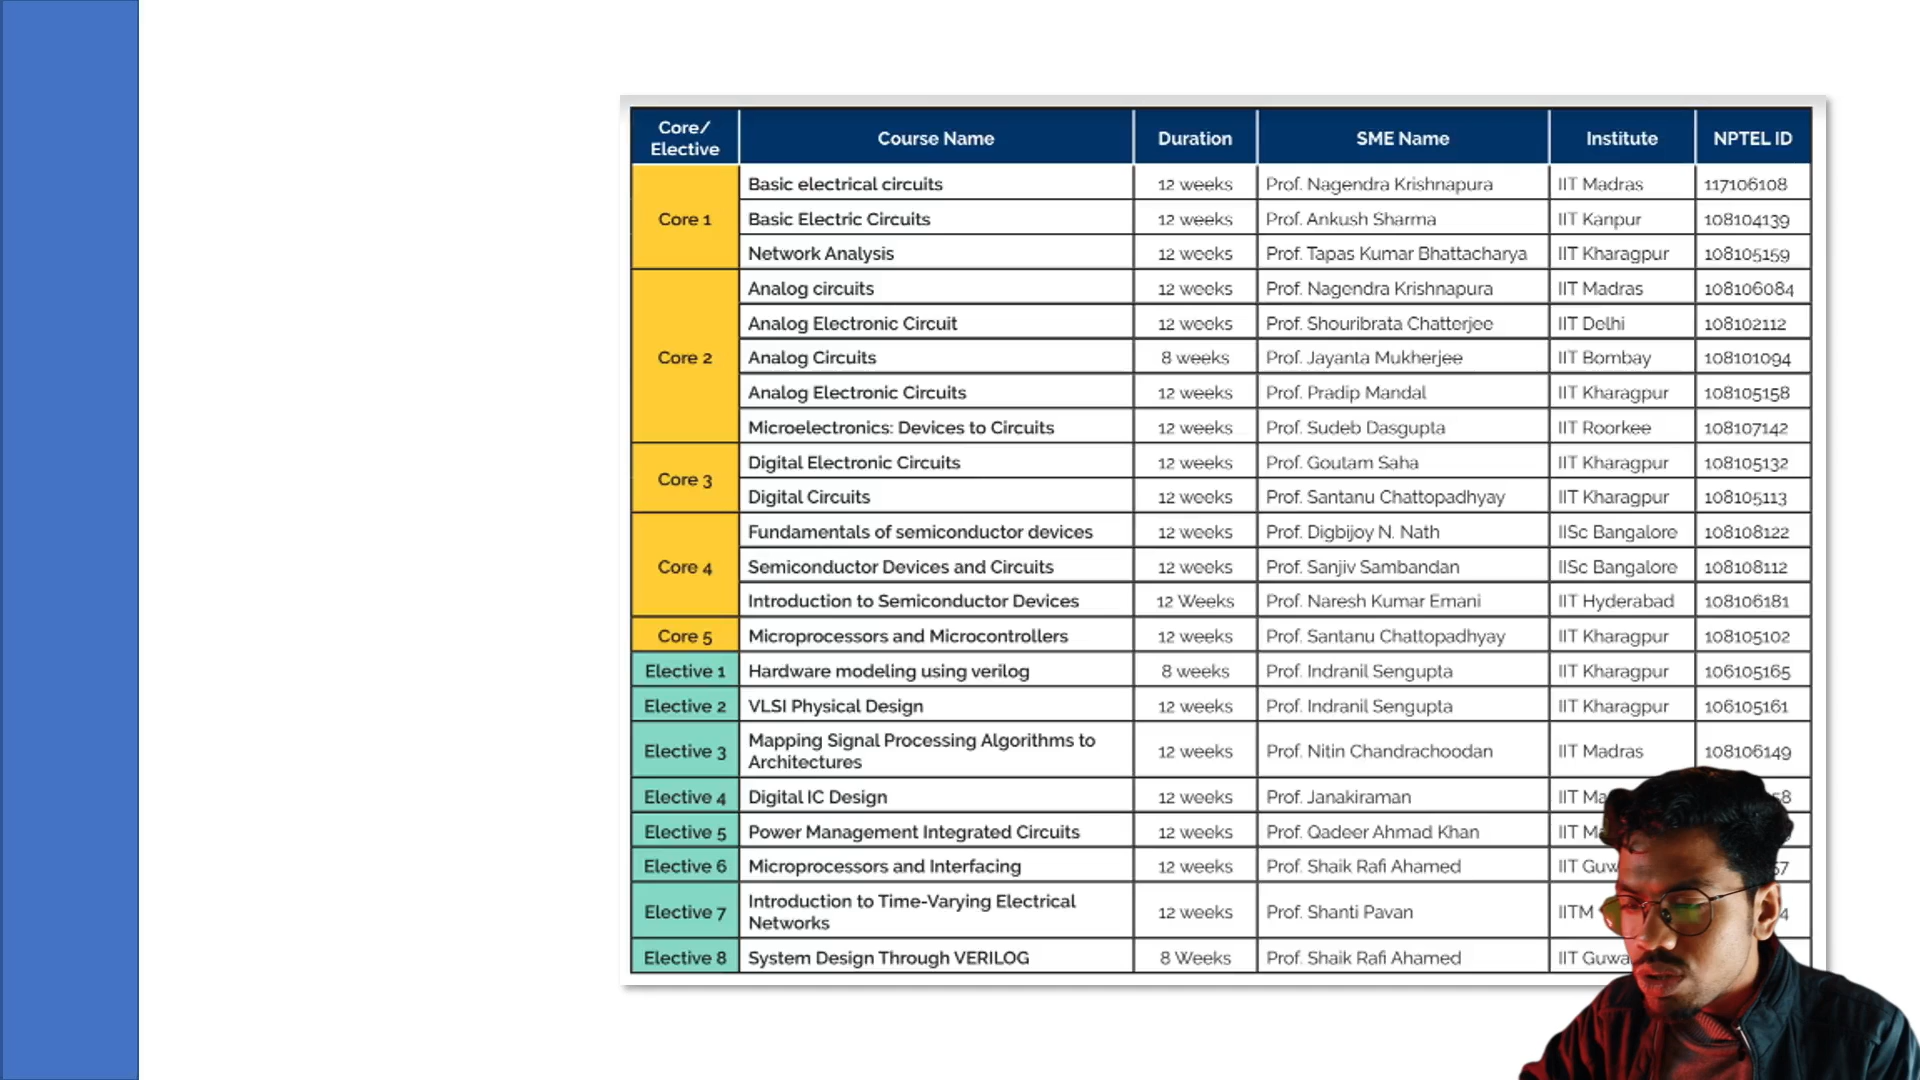 Core/ Elective Course Name Duration SME Name Institute NPTEL ID
Core 1
Basic electrical circuits 12 weeks Prof. Nagendra Krishnapura IIT Madras 117106108
Basic Electric Circuits 12 weeks Prof. Ankush Sharma IIT Kanpur 108104139
Network Analysis 12 weeks Prof. Tapas Kumar Bhattacharya IIT Kharagpur 108105159
Core 2
Analog circuits 12 weeks Prof. Nagendra Krishnapura IIT Madras 108106084
Analog Electronic Circuit 12 weeks Prof. Shouribrata Chatterjee IIT Delhi 108102112
Analog Circuits 8 weeks Prof. Jayanta Mukherjee IIT Bombay 108101094
Analog Electronic Circuits 12 weeks Prof. Pradip Mandal IIT Kharagpur 108105158
Microelectronics: Devices to Circuits 12 weeks Prof. Sudeb Dasgupta IIT Roorkee 108107142
Core 3
Digital Electronic Circuits 12 weeks Prof. Goutam Saha IIT Kharagpur 108105132
Digital Circuits 12 weeks Prof. Santanu Chattopadhyay IIT Kharagpur 108105113
Core 4
Fundamentals of semiconductor devices 12 weeks Prof. Digbijoy N. Nath IISc Bangalore 108108122
Semiconductor Devices and Circuits 12 weeks Prof. Sanjiv Sambandan IISc Bangalore 108108112
Introduction to Semiconductor Devices 12 Weeks Prof. Naresh Kumar Emani IIT Hyderabad 108106181
Core 5 Microprocessors and Microcontrollers 12 weeks Prof. Santanu Chattopadhyay IIT Kharagpur 108105102
Elective 1 Hardware modeling using verilog 8 weeks Prof. Indranil Sengupta IIT Kharagpur 106105165
Elective 2 VLSI Physical Design 12 weeks Prof. Indranil Sengupta IIT Kharagpur 106105161
Elective 3 Mapping Signal Processing Algorithms to Architectures 12 weeks Prof. Nitin Chandrachoodan IIT Madras 108106149
Elective 4 Digital IC Design 12 weeks Prof. Janakiraman IIT
Elective 5 Power Management Integrated Circuits 12 weeks Prof. Qadeer Ahmad Khan IIT
Elective 6 Microprocessors and Interfacing 12 weeks Prof. Shaik Rafi Ahamed IIT
Elective 7 Introduction to Time-Varying Electrical Networks 12 weeks Prof. Shanti Pavan IITM
Elective 8 System Design Through VERILOG 8 Weeks Prof. Shaik Rafi Ahamed IIT